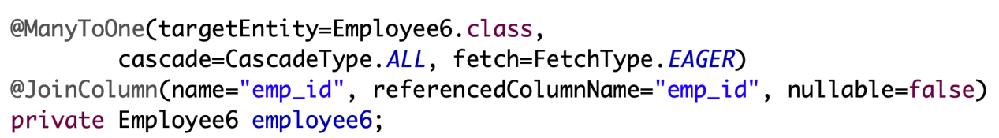 @ManyToOne(targetEntity=Employee6.class,
cascade=CascadeType.ALL, fetch=FetchType.EAGER)
@JoinColumn(name="emp_id", referencedColumnName="emp_id", nullable=false)
private Employee6 employee6;